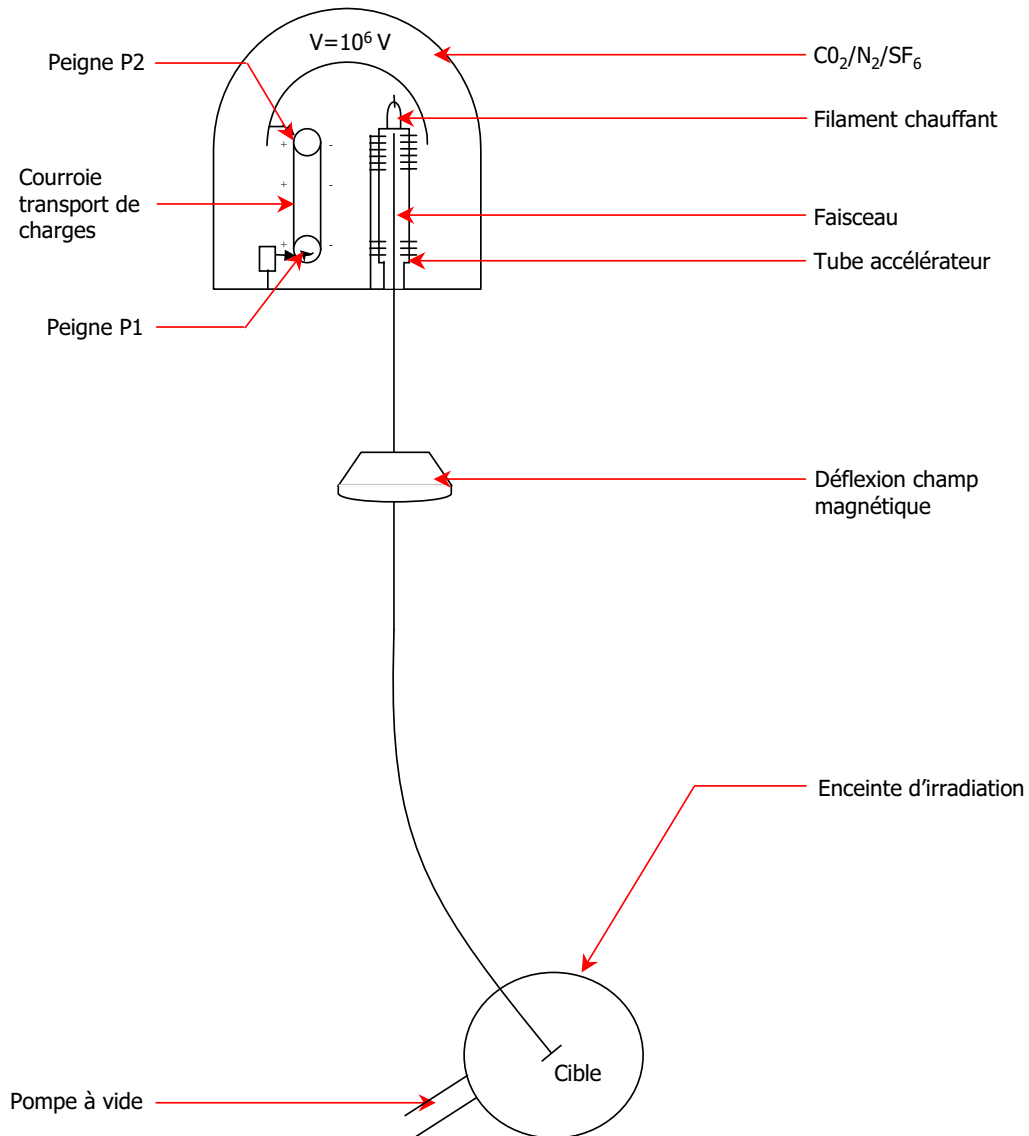 V=10⁶ V
Peigne P2
C0₂/N₂/SF₆
Filament chauffant
+ -
Courroie
transport de
charges
+ -
Faisceau
+ -
Tube accélérateur
Peigne P1
Déflexion champ
magnétique
Enceinte d’irradiation
Cible
Pompe à vide